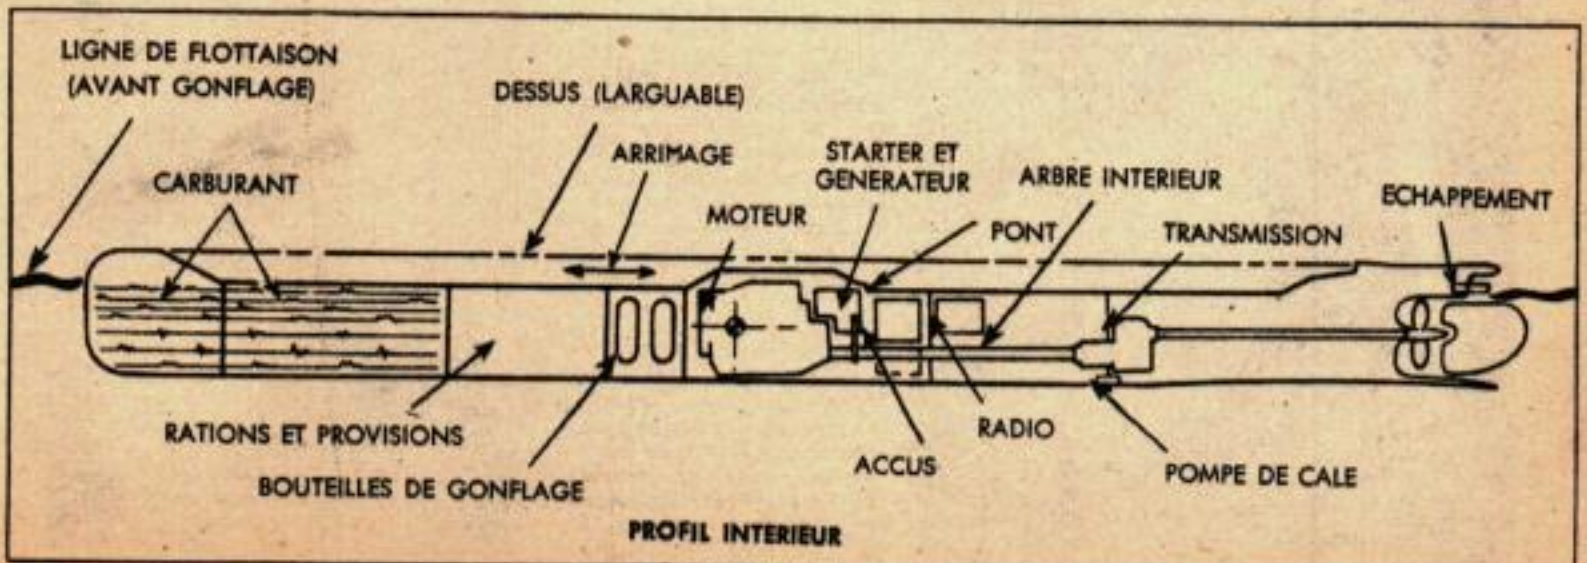 LIGNE DE FLOTTAISON
(AVANT GONFLAGE)
DESSUS (LARGUABLE)
ARRIMAGE
STARTER ET
GENERATEUR
ARBRE INTERIEUR
ECHAPPEMENT
CARBURANT
MOTEUR
PONT
TRANSMISSION
RATIONS ET PROVISIONS
RADIO
ACCUS
POMPE DE CALE
BOUTEILLES DE GONFLAGE
PROFIL INTERIEUR